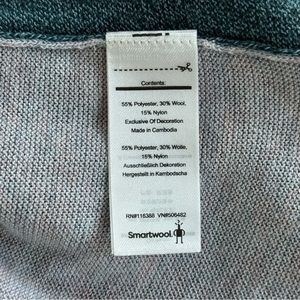 Contents:
55% Polyester, 30% Wool,
15% Nylon
Exclusive Of Decoration
Made in Cambodia
55% Polyester, 30% Wolle,
15% Nylon
Ausschließlich Dekoration
Hergestellt in Kambodscha
RN#116388 VN#506482
Smartwool